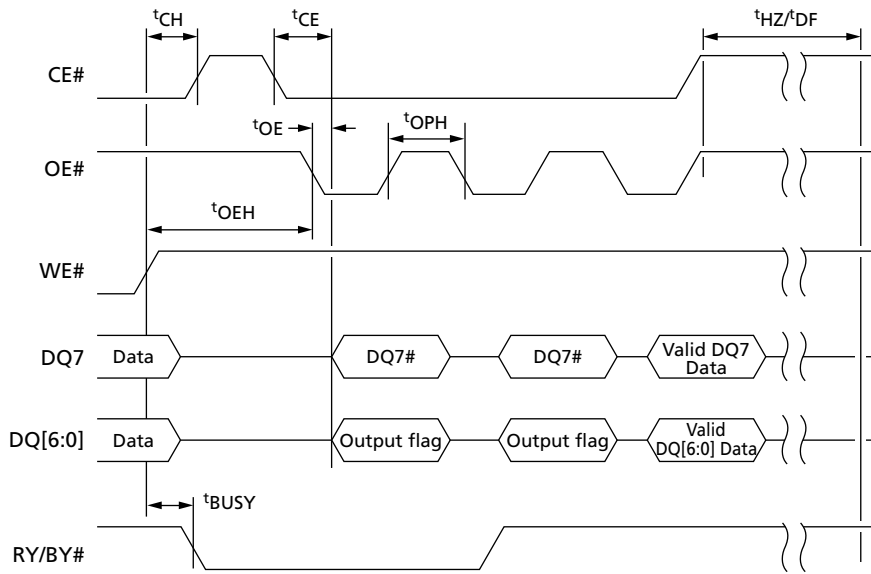 tCH
tCE
tHZ/tDF
CE#
tOE
tOPH
OE#
tOEH
WE#
DQ7
Data
DQ7#
DQ7#
Valid DQ7
Data
DQ[6:0]
Data
Output flag
Output flag
Valid
DQ[6:0] Data
tBUSY
RY/BY#